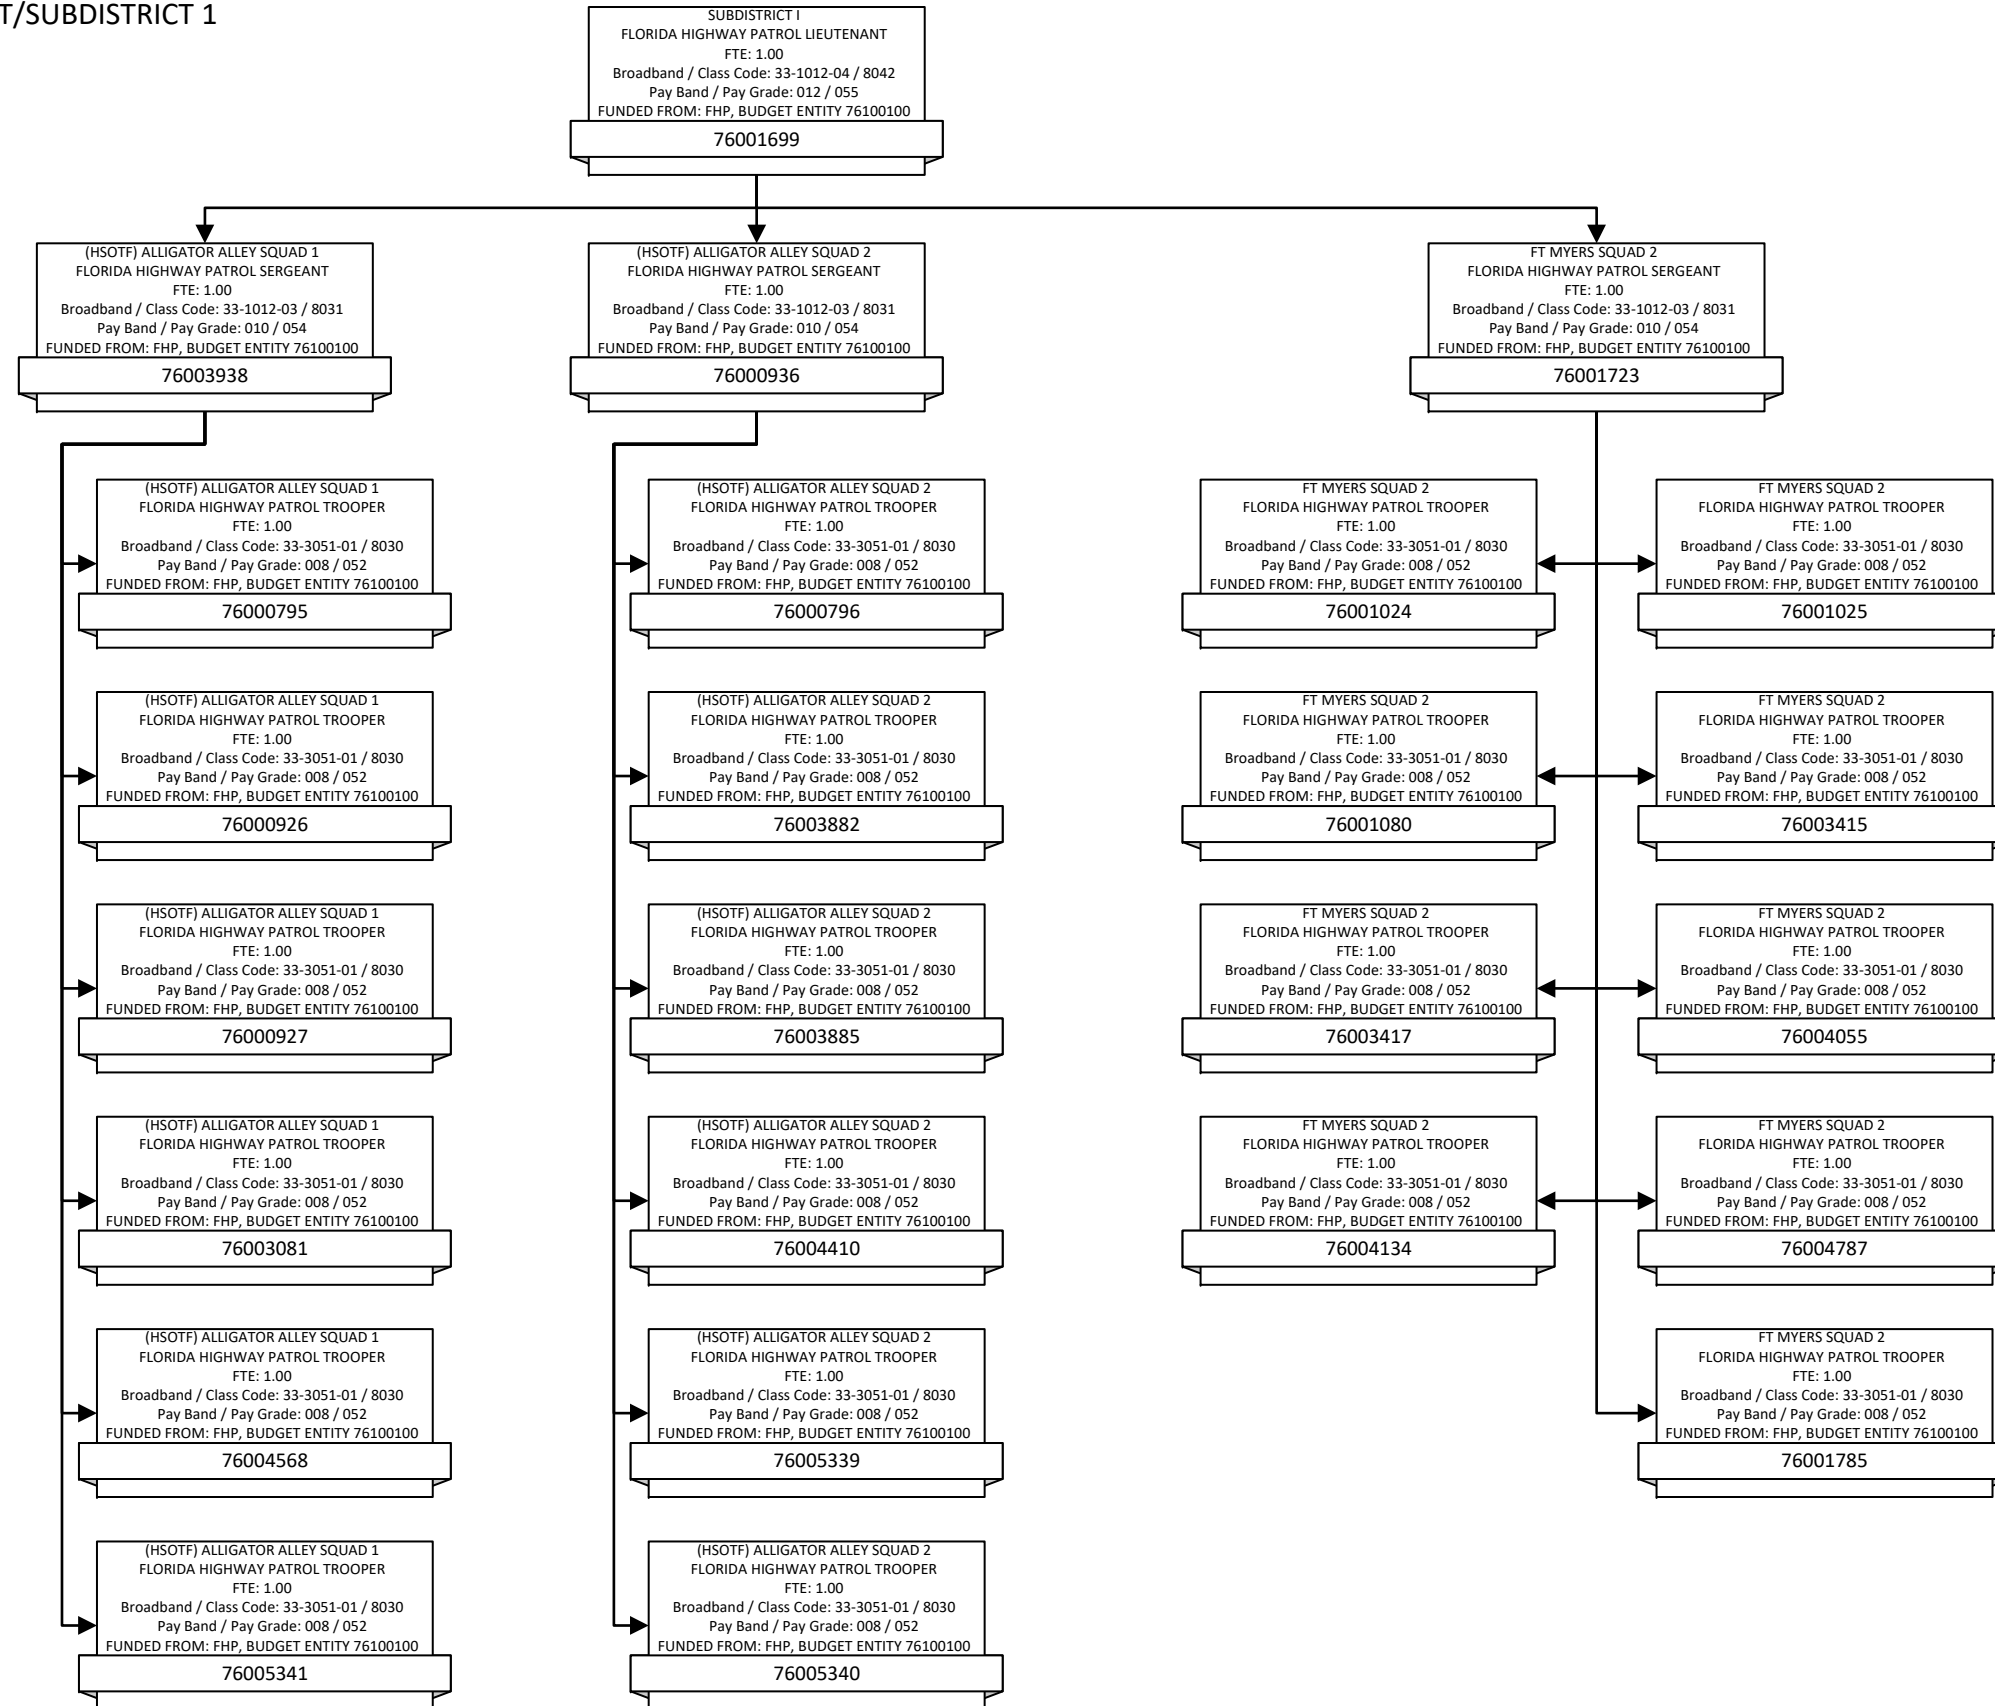 T/SUBDISTRICT 1
SUBDISTRICT I
FLORIDA HIGHWAY PATROL LIEUTENANT
FTE: 1.00
Broadband / Class Code: 33-1012-04 / 8042
Pay Band / Pay Grade: 012 / 055
FUNDED FROM: FHP, BUDGET ENTITY 76100100
76001699
(HSOTF) ALLIGATOR ALLEY SQUAD 1
FLORIDA HIGHWAY PATROL SERGEANT
FTE: 1.00
Broadband / Class Code: 33-1012-03 / 8031
Pay Band / Pay Grade: 010 / 054
FUNDED FROM: FHP, BUDGET ENTITY 76100100
76003938
(HSOTF) ALLIGATOR ALLEY SQUAD 2
FLORIDA HIGHWAY PATROL SERGEANT
FTE: 1.00
Broadband / Class Code: 33-1012-03 / 8031
Pay Band / Pay Grade: 010 / 054
FUNDED FROM: FHP, BUDGET ENTITY 76100100
76000936
FT MYERS SQUAD 2
FLORIDA HIGHWAY PATROL SERGEANT
FTE: 1.00
Broadband / Class Code: 33-1012-03 / 8031
Pay Band / Pay Grade: 010 / 054
FUNDED FROM: FHP, BUDGET ENTITY 76100100
76001723
(HSOTF) ALLIGATOR ALLEY SQUAD 1
FLORIDA HIGHWAY PATROL TROOPER
FTE: 1.00
Broadband / Class Code: 33-3051-01 / 8030
Pay Band / Pay Grade: 008 / 052
FUNDED FROM: FHP, BUDGET ENTITY 76100100
76000795
(HSOTF) ALLIGATOR ALLEY SQUAD 2
FLORIDA HIGHWAY PATROL TROOPER
FTE: 1.00
Broadband / Class Code: 33-3051-01 / 8030
Pay Band / Pay Grade: 008 / 052
FUNDED FROM: FHP, BUDGET ENTITY 76100100
76000796
FT MYERS SQUAD 2
FLORIDA HIGHWAY PATROL TROOPER
FTE: 1.00
Broadband / Class Code: 33-3051-01 / 8030
Pay Band / Pay Grade: 008 / 052
FUNDED FROM: FHP, BUDGET ENTITY 76100100
76001024
FT MYERS SQUAD 2
FLORIDA HIGHWAY PATROL TROOPER
FTE: 1.00
Broadband / Class Code: 33-3051-01 / 8030
Pay Band / Pay Grade: 008 / 052
FUNDED FROM: FHP, BUDGET ENTITY 76100100
76001025
(HSOTF) ALLIGATOR ALLEY SQUAD 1
FLORIDA HIGHWAY PATROL TROOPER
FTE: 1.00
Broadband / Class Code: 33-3051-01 / 8030
Pay Band / Pay Grade: 008 / 052
FUNDED FROM: FHP, BUDGET ENTITY 76100100
76000926
(HSOTF) ALLIGATOR ALLEY SQUAD 2
FLORIDA HIGHWAY PATROL TROOPER
FTE: 1.00
Broadband / Class Code: 33-3051-01 / 8030
Pay Band / Pay Grade: 008 / 052
FUNDED FROM: FHP, BUDGET ENTITY 76100100
76003882
FT MYERS SQUAD 2
FLORIDA HIGHWAY PATROL TROOPER
FTE: 1.00
Broadband / Class Code: 33-3051-01 / 8030
Pay Band / Pay Grade: 008 / 052
FUNDED FROM: FHP, BUDGET ENTITY 76100100
76001080
FT MYERS SQUAD 2
FLORIDA HIGHWAY PATROL TROOPER
FTE: 1.00
Broadband / Class Code: 33-3051-01 / 8030
Pay Band / Pay Grade: 008 / 052
FUNDED FROM: FHP, BUDGET ENTITY 76100100
76003415
(HSOTF) ALLIGATOR ALLEY SQUAD 1
FLORIDA HIGHWAY PATROL TROOPER
FTE: 1.00
Broadband / Class Code: 33-3051-01 / 8030
Pay Band / Pay Grade: 008 / 052
FUNDED FROM: FHP, BUDGET ENTITY 76100100
76000927
(HSOTF) ALLIGATOR ALLEY SQUAD 2
FLORIDA HIGHWAY PATROL TROOPER
FTE: 1.00
Broadband / Class Code: 33-3051-01 / 8030
Pay Band / Pay Grade: 008 / 052
FUNDED FROM: FHP, BUDGET ENTITY 76100100
76003885
FT MYERS SQUAD 2
FLORIDA HIGHWAY PATROL TROOPER
FTE: 1.00
Broadband / Class Code: 33-3051-01 / 8030
Pay Band / Pay Grade: 008 / 052
FUNDED FROM: FHP, BUDGET ENTITY 76100100
76003417
FT MYERS SQUAD 2
FLORIDA HIGHWAY PATROL TROOPER
FTE: 1.00
Broadband / Class Code: 33-3051-01 / 8030
Pay Band / Pay Grade: 008 / 052
FUNDED FROM: FHP, BUDGET ENTITY 76100100
76004055
(HSOTF) ALLIGATOR ALLEY SQUAD 1
FLORIDA HIGHWAY PATROL TROOPER
FTE: 1.00
Broadband / Class Code: 33-3051-01 / 8030
Pay Band / Pay Grade: 008 / 052
FUNDED FROM: FHP, BUDGET ENTITY 76100100
76003081
(HSOTF) ALLIGATOR ALLEY SQUAD 2
FLORIDA HIGHWAY PATROL TROOPER
FTE: 1.00
Broadband / Class Code: 33-3051-01 / 8030
Pay Band / Pay Grade: 008 / 052
FUNDED FROM: FHP, BUDGET ENTITY 76100100
76004410
FT MYERS SQUAD 2
FLORIDA HIGHWAY PATROL TROOPER
FTE: 1.00
Broadband / Class Code: 33-3051-01 / 8030
Pay Band / Pay Grade: 008 / 052
FUNDED FROM: FHP, BUDGET ENTITY 76100100
76004134
FT MYERS SQUAD 2
FLORIDA HIGHWAY PATROL TROOPER
FTE: 1.00
Broadband / Class Code: 33-3051-01 / 8030
Pay Band / Pay Grade: 008 / 052
FUNDED FROM: FHP, BUDGET ENTITY 76100100
76004787
(HSOTF) ALLIGATOR ALLEY SQUAD 1
FLORIDA HIGHWAY PATROL TROOPER
FTE: 1.00
Broadband / Class Code: 33-3051-01 / 8030
Pay Band / Pay Grade: 008 / 052
FUNDED FROM: FHP, BUDGET ENTITY 76100100
76004568
(HSOTF) ALLIGATOR ALLEY SQUAD 2
FLORIDA HIGHWAY PATROL TROOPER
FTE: 1.00
Broadband / Class Code: 33-3051-01 / 8030
Pay Band / Pay Grade: 008 / 052
FUNDED FROM: FHP, BUDGET ENTITY 76100100
76005339
FT MYERS SQUAD 2
FLORIDA HIGHWAY PATROL TROOPER
FTE: 1.00
Broadband / Class Code: 33-3051-01 / 8030
Pay Band / Pay Grade: 008 / 052
FUNDED FROM: FHP, BUDGET ENTITY 76100100
76001785
(HSOTF) ALLIGATOR ALLEY SQUAD 1
FLORIDA HIGHWAY PATROL TROOPER
FTE: 1.00
Broadband / Class Code: 33-3051-01 / 8030
Pay Band / Pay Grade: 008 / 052
FUNDED FROM: FHP, BUDGET ENTITY 76100100
76005341
(HSOTF) ALLIGATOR ALLEY SQUAD 2
FLORIDA HIGHWAY PATROL TROOPER
FTE: 1.00
Broadband / Class Code: 33-3051-01 / 8030
Pay Band / Pay Grade: 008 / 052
FUNDED FROM: FHP, BUDGET ENTITY 76100100
76005340